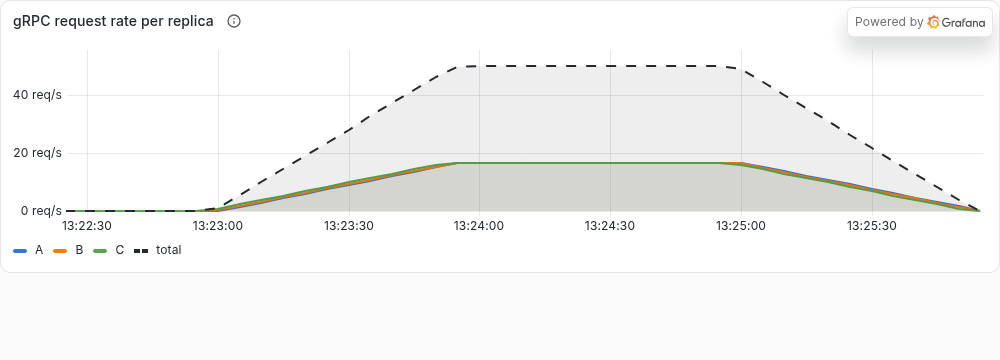 gRPC request rate per replica
Powered by Grafana
40 req/s
20 req/s
0 req/s
13:22:30 13:23:00 13:23:30 13:24:00 13:24:30 13:25:00 13:25:30
A B C total